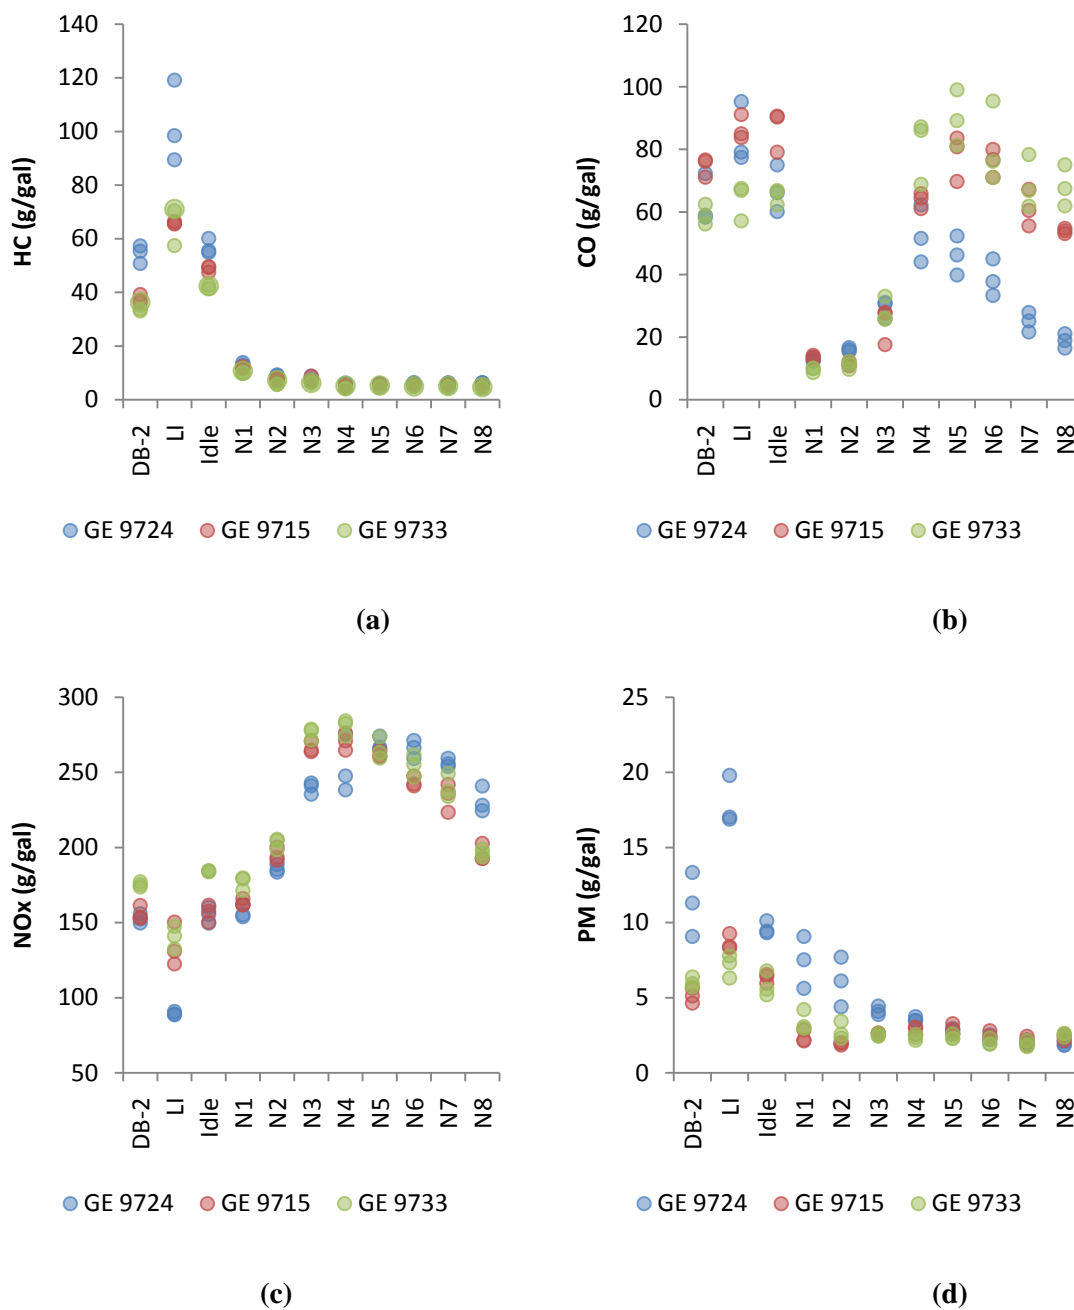 140
120
100
80
60
40
20
0
HC (g/gal)
DB-2 LI Idle N1 N2 N3 N4 N5 N6 N7 N8
GE 9724 GE 9715 GE 9733
(a)
120
100
80
60
40
20
0
CO (g/gal)
DB-2 LI Idle N1 N2 N3 N4 N5 N6 N7 N8
GE 9724 GE 9715 GE 9733
(b)
300
250
200
150
100
50
NOx (g/gal)
DB-2 LI Idle N1 N2 N3 N4 N5 N6 N7 N8
GE 9724 GE 9715 GE 9733
(c)
25
20
15
10
5
0
PM (g/gal)
DB-2 LI Idle N1 N2 N3 N4 N5 N6 N7 N8
GE 9724 GE 9715 GE 9733
(d)